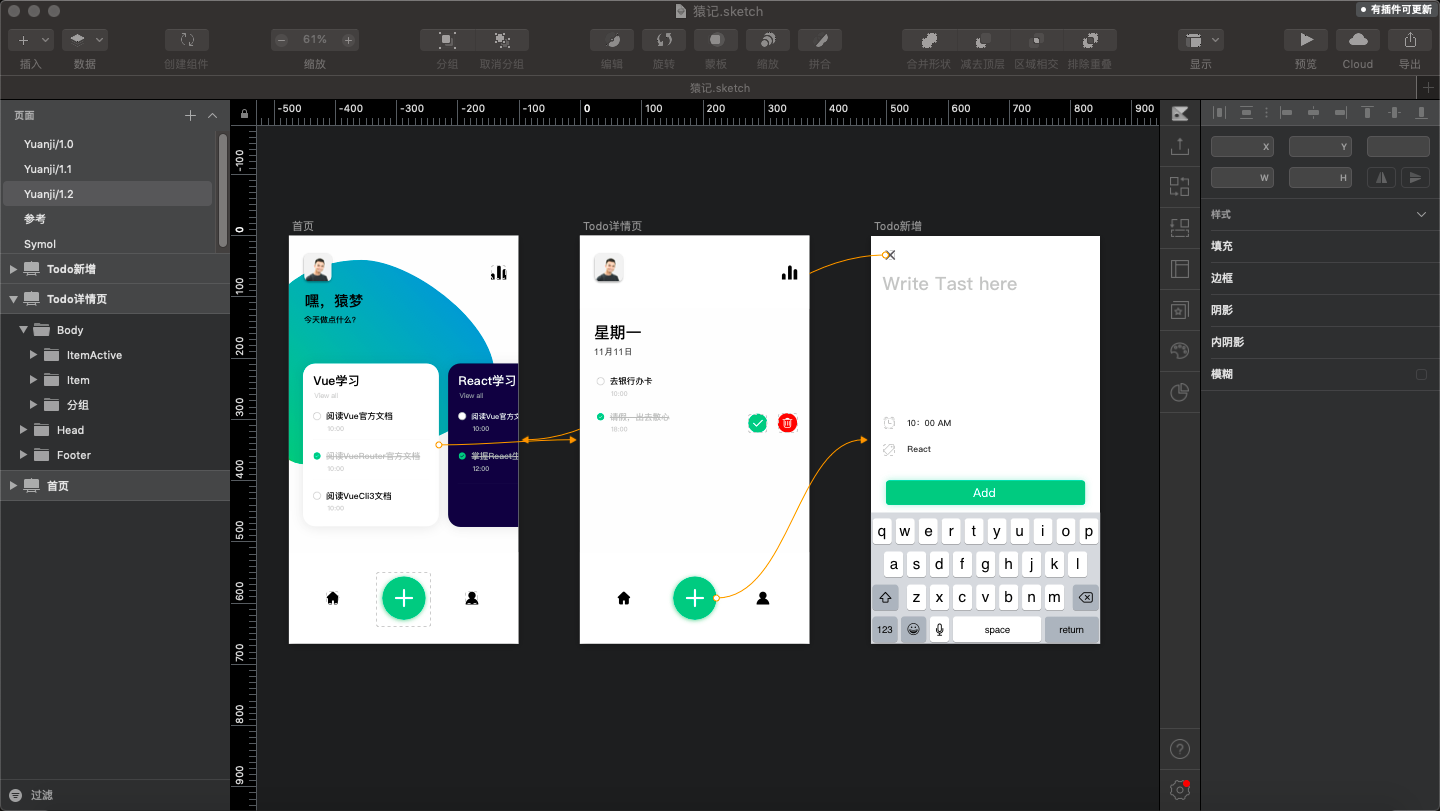 猿记.sketch
有插件可更新
61%
插入
数据
创建组件
缩放
分组
取消分组
编辑
旋转
蒙板
缩放
拼合
合并形状
减去顶层
区域相交
排除重叠
显示
预览
Cloud
导出
猿记.sketch
页面
Yuanji/1.0
Yuanji/1.1
Yuanji/1.2
参考
Symol
Todo新增
Todo详情页
Body
ItemActive
Item
分组
Head
Footer
首页
过滤
-500 -400 -300 -200 -100 0 100 200 300 400 500 600 700 800 900
-100
0
100
200
300
400
500
600
700
800
900
首页
嘿，猿梦
今天做点什么?
Vue学习
View all
阅读Vue官方文档
10:00
阅读VueRouter官方文档
10:00
阅读VueCli3文档
10:00
React学习
View all
阅读Vue官方文
10:00
掌握React生
12:00
Todo详情页
星期一
11月11日
去银行办卡
10:00
请假，出去散心
18:00
Todo新增
Write Tast here
10：00 AM
React
Add
q w e r t y u i o p
a s d f g h j k l
z x c v b n m
123 space return
X Y
W H
样式
填充
边框
阴影
内阴影
模糊